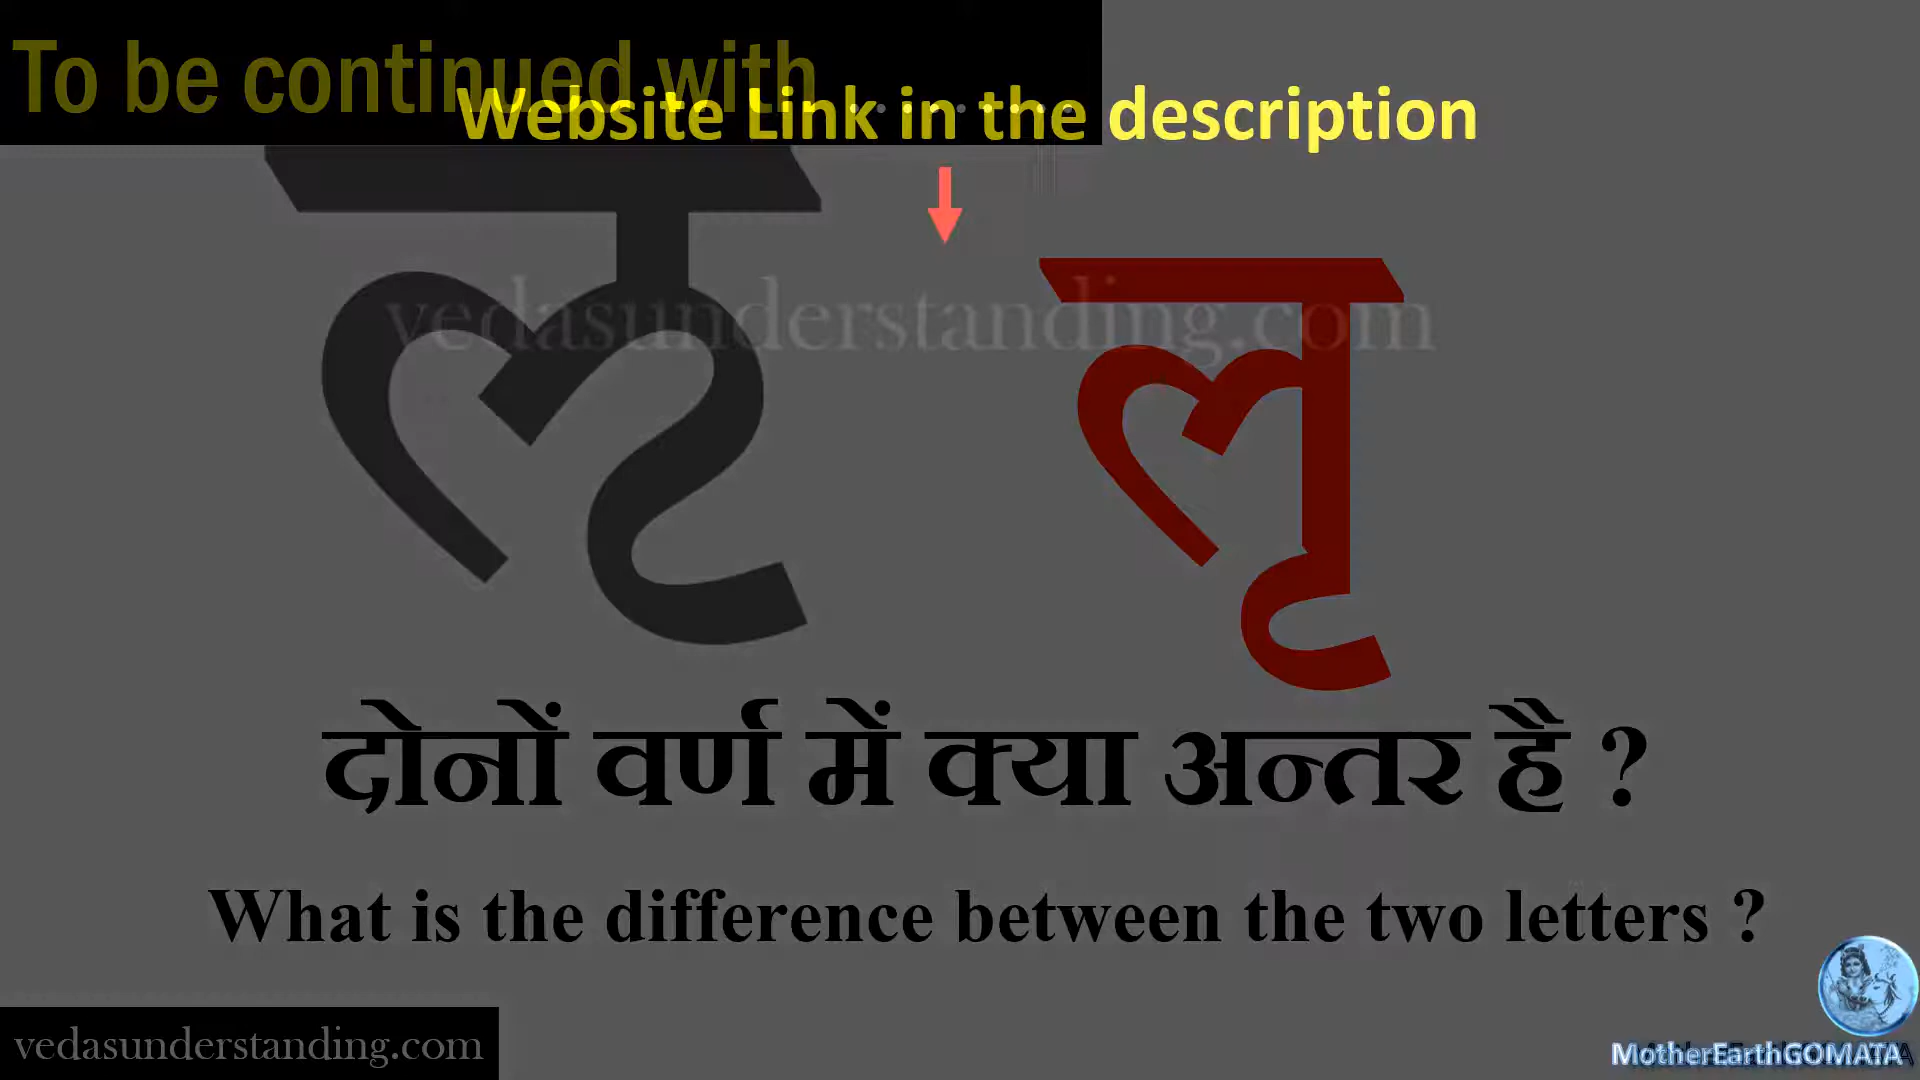 To be continued with ..........
Website Link in the description
vedasunderstanding.com
ऌ लृ
दोनों वर्ण में क्या अन्तर है ?
What is the difference between the two letters ?
vedasunderstanding.com
MotherEarthGOMATA